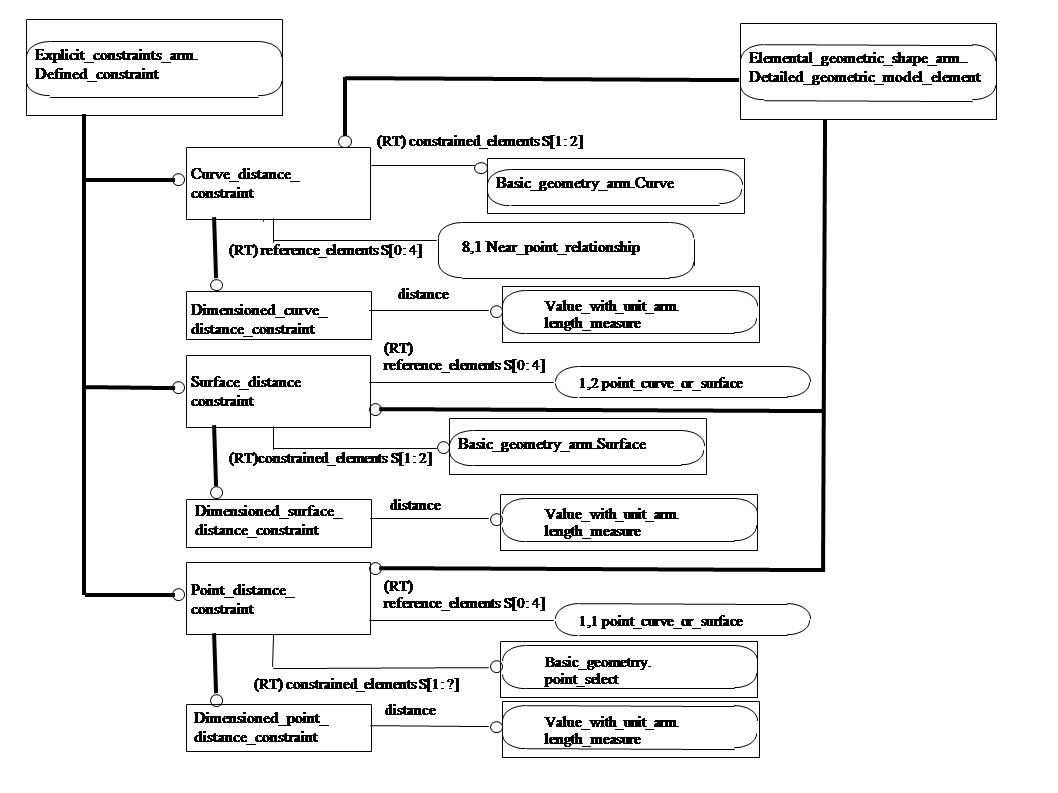 Explicit_constraints_arm.
Defined_constraint
Elemental_geometric_shape_arm.
Detailed_geometric_model_element
(RT) constrained_elements S[1:2]
Curve_distance_
constraint
Basic_geometry_arm.Curve
(RT) reference_elements S[0:4]
8,1 Near_point_relationship
Dimensioned_curve_
distance_constraint
distance
Value_with_unit_arm.
length_measure
(RT)
reference_elements S[0:4]
Surface_distance
constraint
1,2 point_curve_or_surface
(RT)constrained_elements S[1:2]
Basic_geometry_arm.Surface
Dimensioned_surface_
distance_constraint
distance
Value_with_unit_arm.
length_measure
Point_distance_
constraint
(RT)
reference_elements S[0:4]
1,1 point_curve_or_surface
Basic_geometrry.
point_select
(RT) constrained_elements S[1:?]
Dimensioned_point_
distance_constraint
distance
Value_with_unit_arm.
length_measure